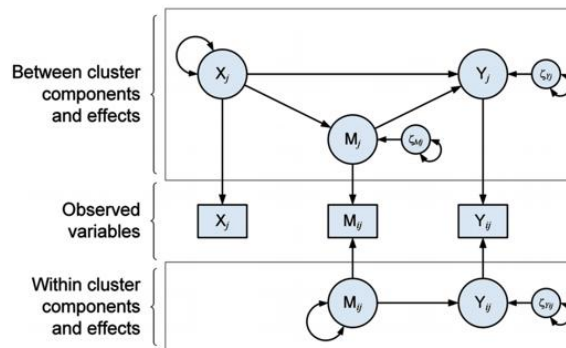 Between cluster
components
and effects
Xⱼ
Yⱼ
ζYⱼ
Mⱼ
ζMⱼ
Observed
variables
Xⱼ
Mᵢⱼ
Yᵢⱼ
Within cluster
components
and effects
Mᵢⱼ
Yᵢⱼ
ζYᵢⱼ